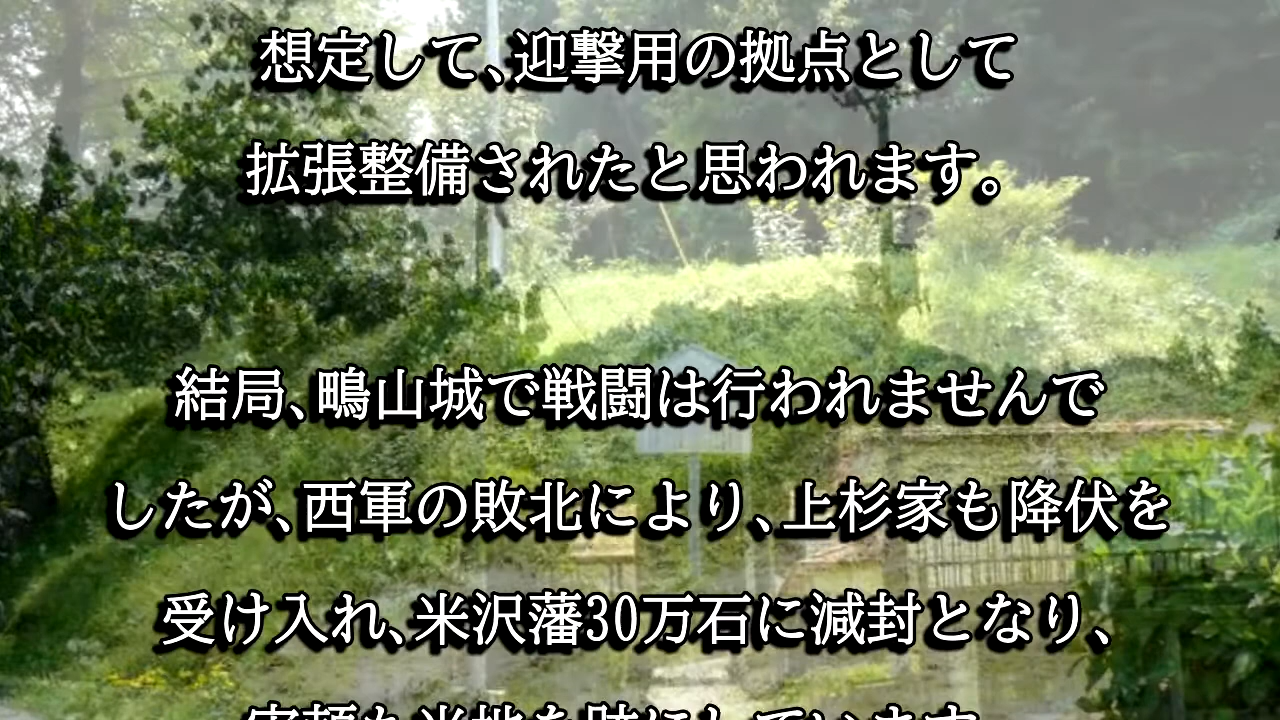 想定して、迎撃用の拠点として
拡張整備されたと思われます。
結局、鴫山城で戦闘は行われませんで
したが、西軍の敗北により、上杉家も降伏を
受け入れ、米沢藩30万石に減封となり、